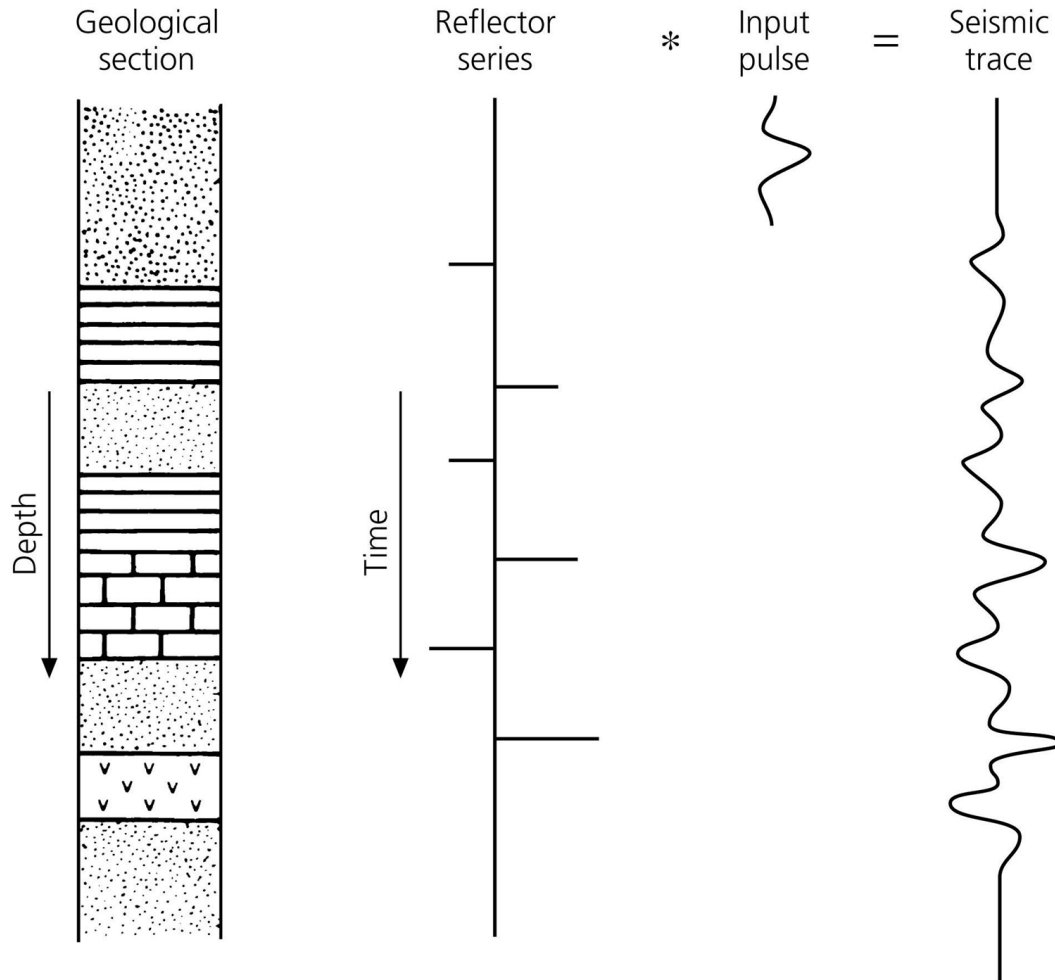 Geological
section
Reflector
series
*
Input
pulse
=
Seismic
trace
Depth
Time